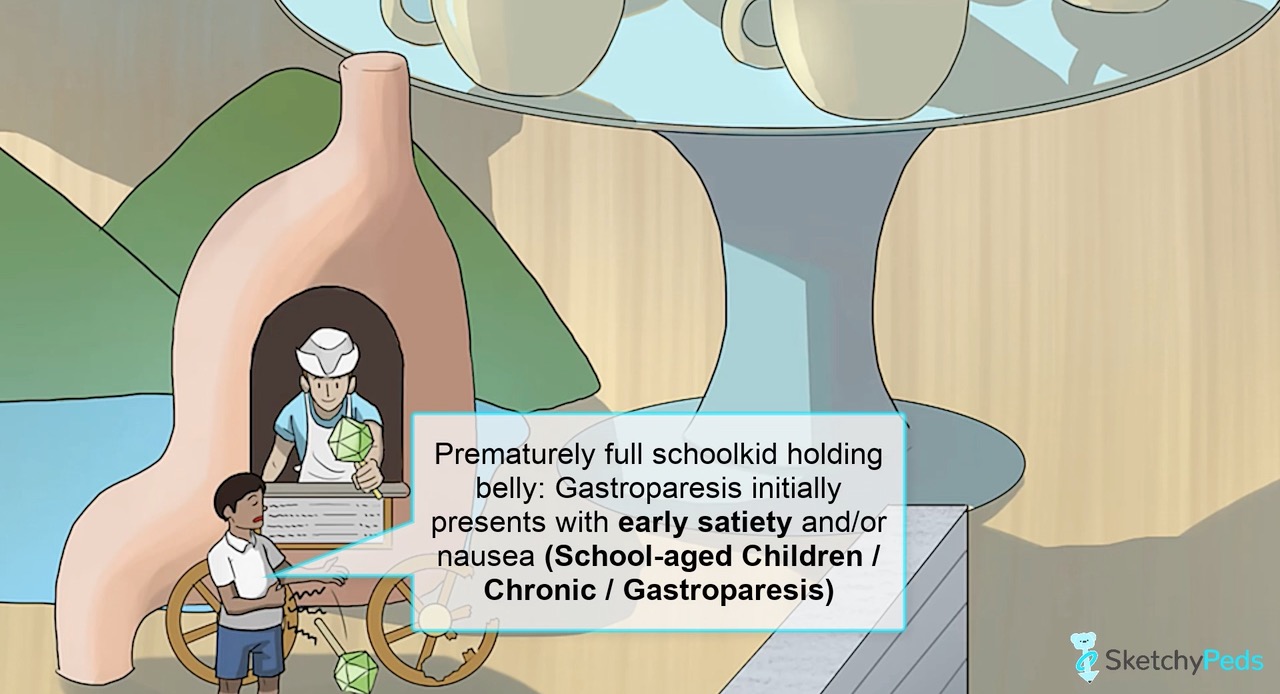 Prematurely full schoolkid holding
belly: Gastroparesis initially
presents with early satiety and/or
nausea (School-aged Children /
Chronic / Gastroparesis)
SketchyPeds